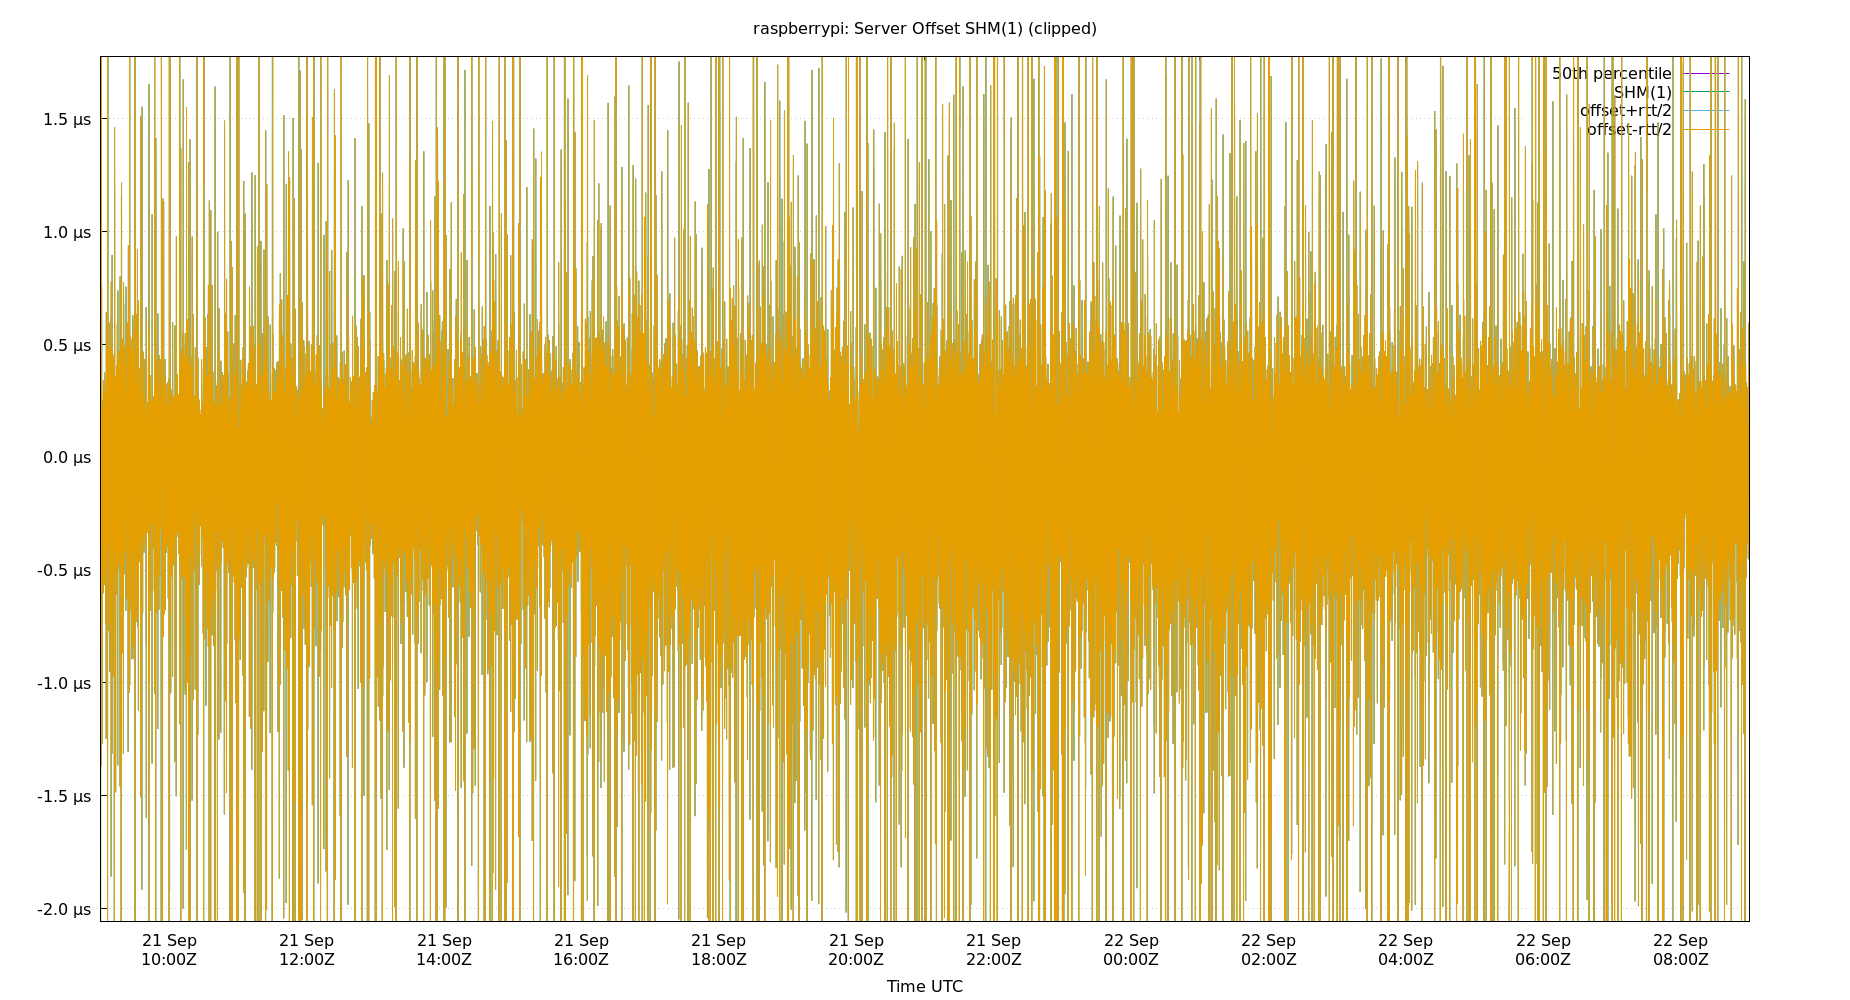 raspberrypi: Server Offset SHM(1) (clipped)
50th percentile
SHM(1)
offset+rtt/2
offset-rtt/2
1.5 µs
1.0 µs
0.5 µs
0.0 µs
-0.5 µs
-1.0 µs
-1.5 µs
-2.0 µs
21 Sep 21 Sep 21 Sep 21 Sep 21 Sep 21 Sep 21 Sep 22 Sep 22 Sep 22 Sep 22 Sep 22 Sep
10:00Z 12:00Z 14:00Z 16:00Z 18:00Z 20:00Z 22:00Z 00:00Z 02:00Z 04:00Z 06:00Z 08:00Z
Time UTC